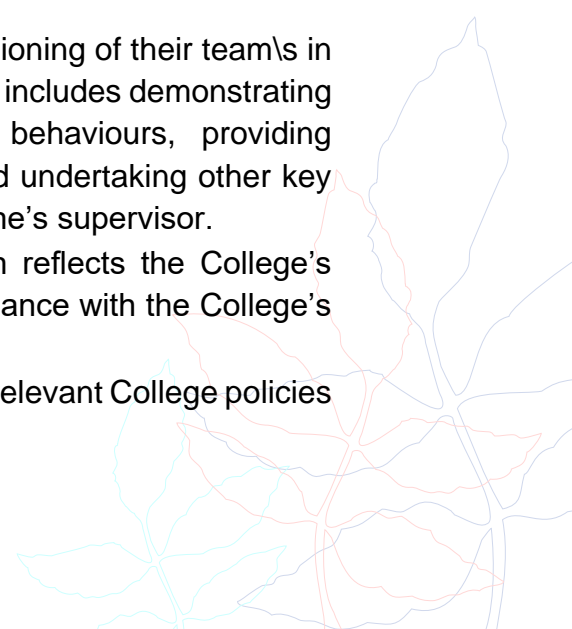 ioning of their team\s in
includes demonstrating
behaviours, providing
d undertaking other key
ne's supervisor.
n reflects the College's
ance with the College's
elevant College policies